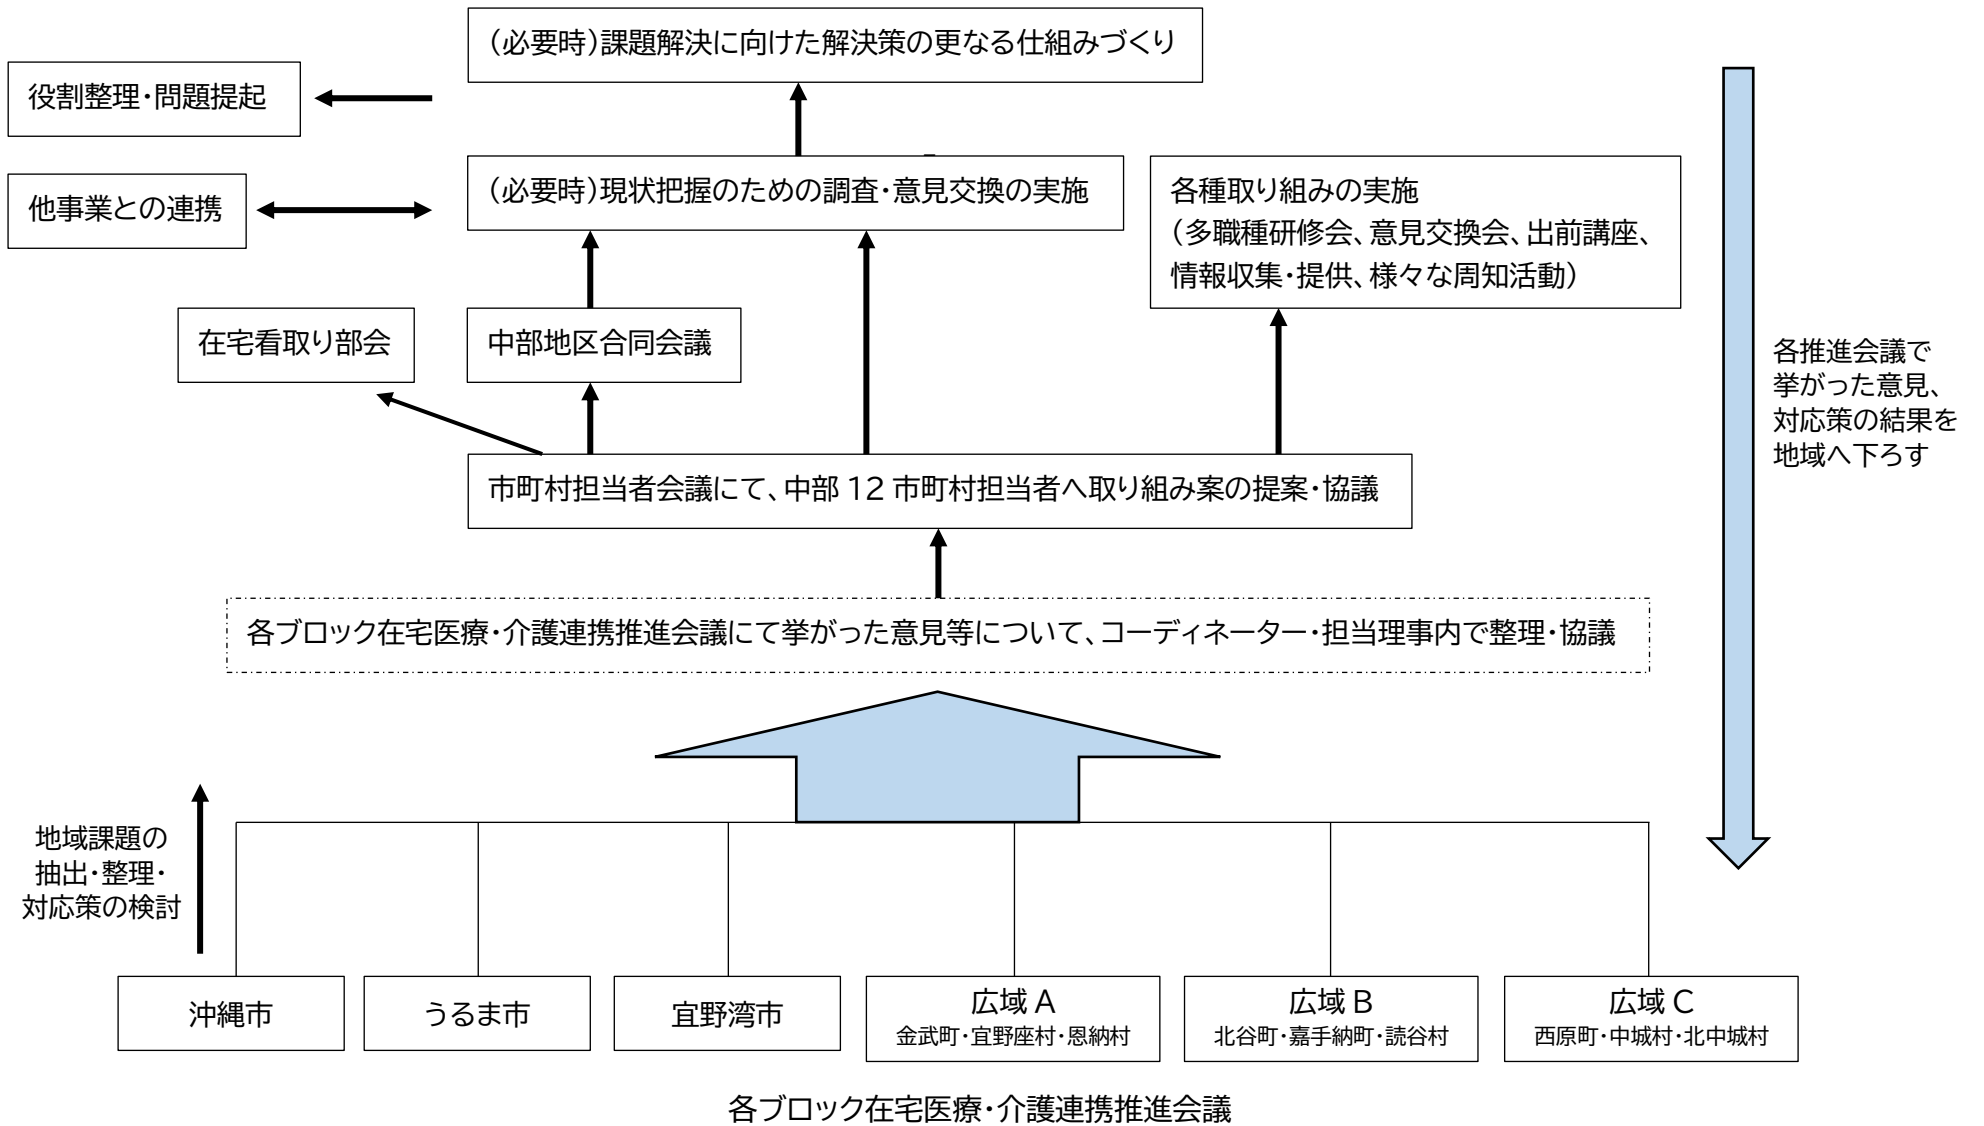 (必要時)課題解決に向けた解決策の更なる仕組みづくり
役割整理・問題提起
(必要時)現状把握のための調査・意見交換の実施
他事業との連携
各種取り組みの実施
(多職種研修会、意見交換会、出前講座、
情報収集・提供、様々な周知活動)
在宅看取り部会
中部地区合同会議
各推進会議で
挙がった意見、
対応策の結果を
地域へ下ろす
市町村担当者会議にて、中部 12 市町村担当者へ取り組み案の提案・協議
各ブロック在宅医療・介護連携推進会議にて挙がった意見等について、コーディネーター・担当理事内で整理・協議
地域課題の
抽出・整理・
対応策の検討
沖縄市
うるま市
宜野湾市
広域 A
金武町・宜野座村・恩納村
広域 B
北谷町・嘉手納町・読谷村
広域 C
西原町・中城村・北中城村
各ブロック在宅医療・介護連携推進会議